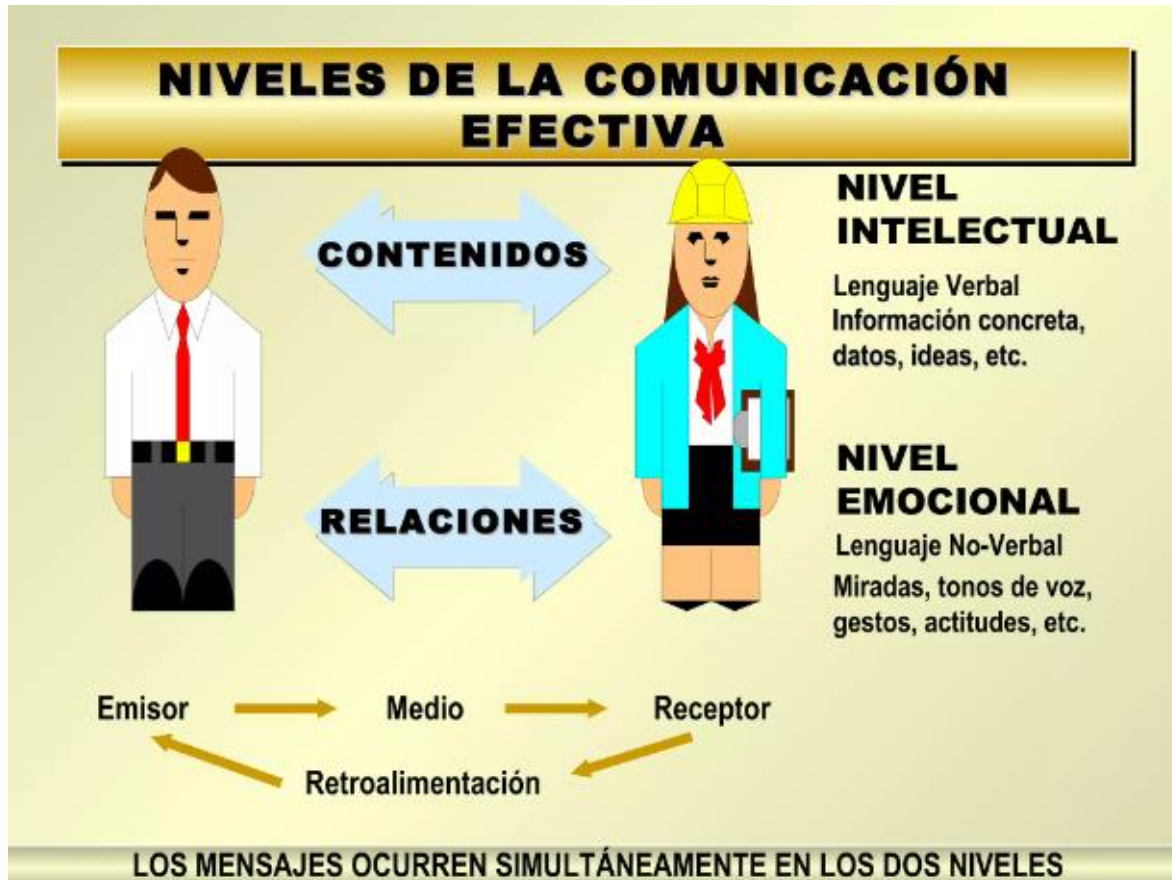 NIVELES DE LA COMUNICACIÓN
EFECTIVA
CONTENIDOS
NIVEL
INTELECTUAL
Lenguaje Verbal
Información concreta,
datos, ideas, etc.
RELACIONES
NIVEL
EMOCIONAL
Lenguaje No-Verbal
Miradas, tonos de voz,
gestos, actitudes, etc.
Emisor Medio Receptor
Retroalimentación
LOS MENSAJES OCURREN SIMULTÁNEAMENTE EN LOS DOS NIVELES